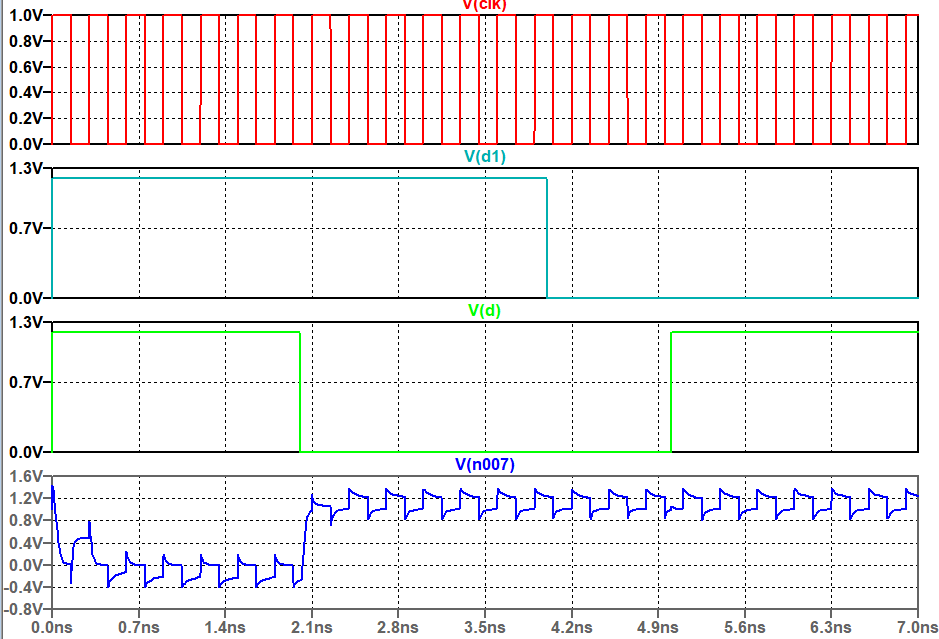 V(clk)
1.0V
0.8V
0.6V
0.4V
0.2V
0.0V
V(d1)
1.3V
0.7V
0.0V
V(d)
1.3V
0.7V
0.0V
V(n007)
1.6V
1.2V
0.8V
0.4V
0.0V
-0.4V
-0.8V
0.0ns 0.7ns 1.4ns 2.1ns 2.8ns 3.5ns 4.2ns 4.9ns 5.6ns 6.3ns 7.0ns